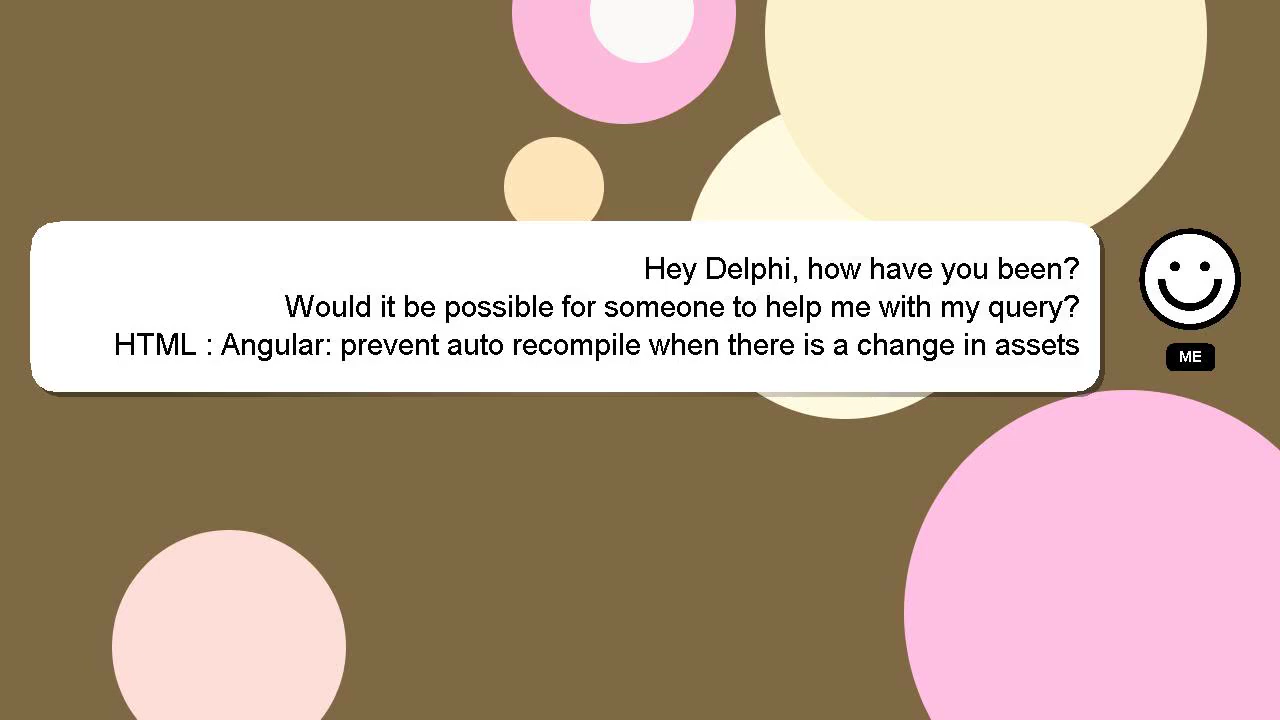 Hey Delphi, how have you been?
Would it be possible for someone to help me with my query?
HTML : Angular: prevent auto recompile when there is a change in assets
ME